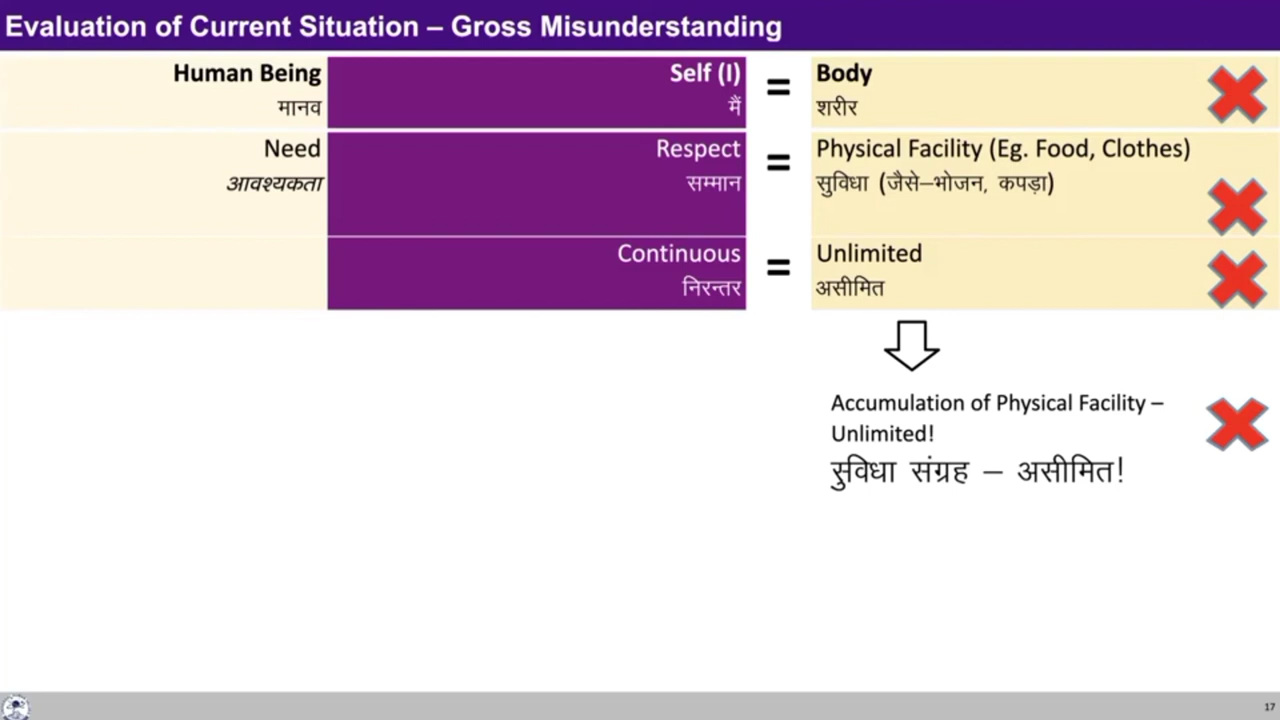 Evaluation of Current Situation – Gross Misunderstanding
Human Being
मानव
Self (I)
मैं
=
Body
शरीर
Need
आवश्यकता
Respect
सम्मान
=
Physical Facility (Eg. Food, Clothes)
सुविधा (जैसे–भोजन, कपड़ा)
Continuous
निरन्तर
=
Unlimited
असीमित
Accumulation of Physical Facility –
Unlimited!
सुविधा संग्रह – असीमित!
17